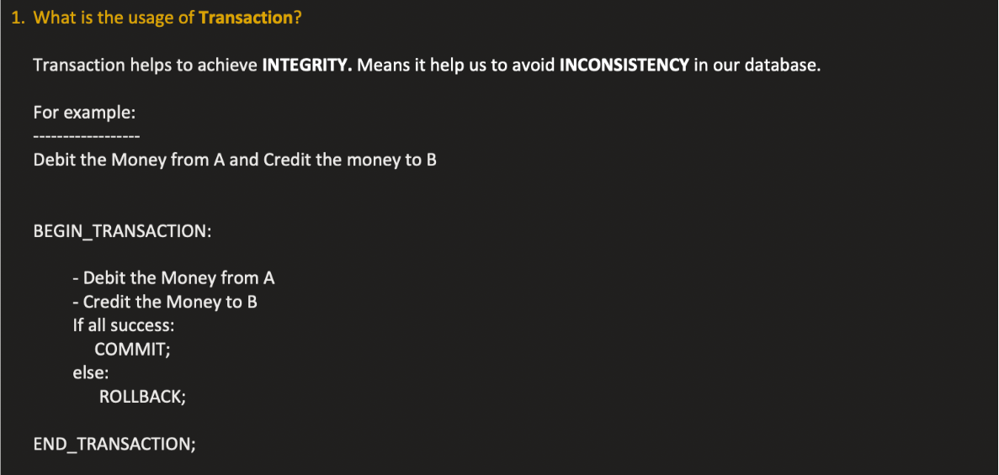 1. What is the usage of Transaction?
Transaction helps to achieve INTEGRITY. Means it help us to avoid INCONSISTENCY in our database.
For example:
------------------
Debit the Money from A and Credit the money to B
BEGIN_TRANSACTION:
- Debit the Money from A
- Credit the Money to B
If all success:
COMMIT;
else:
ROLLBACK;
END_TRANSACTION;